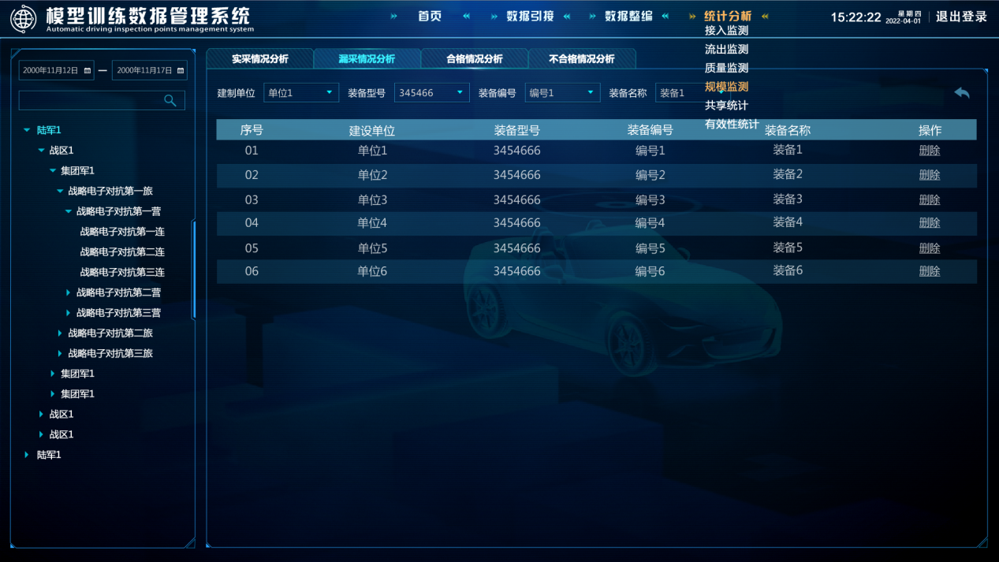 模型训练数据管理系统
Automatic driving inspection points management system
首页 数据引接 数据整编 统计分析
15:22:22 星期四 2022-04-01 退出登录
接入监测
流出监测
质量监测
规模监测
共享统计
有效性统计
2000年11月12日 — 2000年11月17日
陆军1
战区1
集团军1
战略电子对抗第一旅
战略电子对抗第一营
战略电子对抗第一连
战略电子对抗第二连
战略电子对抗第三连
战略电子对抗第二营
战略电子对抗第三营
战略电子对抗第二旅
战略电子对抗第三旅
集团军1
集团军1
战区1
战区1
陆军1
实采情况分析 漏采情况分析 合格情况分析 不合格情况分析
建制单位 单位1 装备型号 345466 装备编号 编号1 装备名称 装备1
序号 建设单位 装备型号 装备编号 装备名称 操作
01 单位1 3454666 编号1 装备1 删除
02 单位2 3454666 编号2 装备2 删除
03 单位3 3454666 编号3 装备3 删除
04 单位4 3454666 编号4 装备4 删除
05 单位5 3454666 编号5 装备5 删除
06 单位6 3454666 编号6 装备6 删除